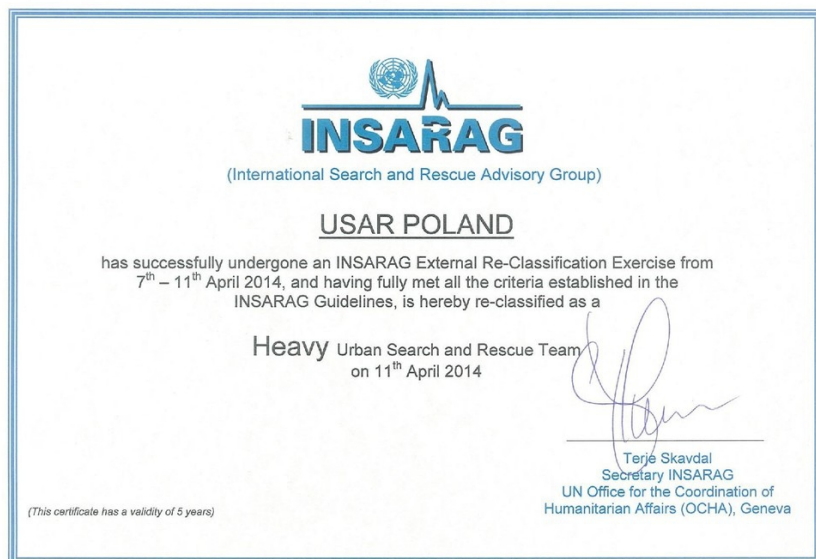 INSARAG
(International Search and Rescue Advisory Group)
USAR POLAND
has successfully undergone an INSARAG External Re-Classification Exercise from
7th – 11th April 2014, and having fully met all the criteria established in the
INSARAG Guidelines, is hereby re-classified as a
Heavy Urban Search and Rescue Team
on 11th April 2014
Terje Skavdal
Secretary INSARAG
UN Office for the Coordination of
Humanitarian Affairs (OCHA), Geneva
(This certificate has a validity of 5 years)